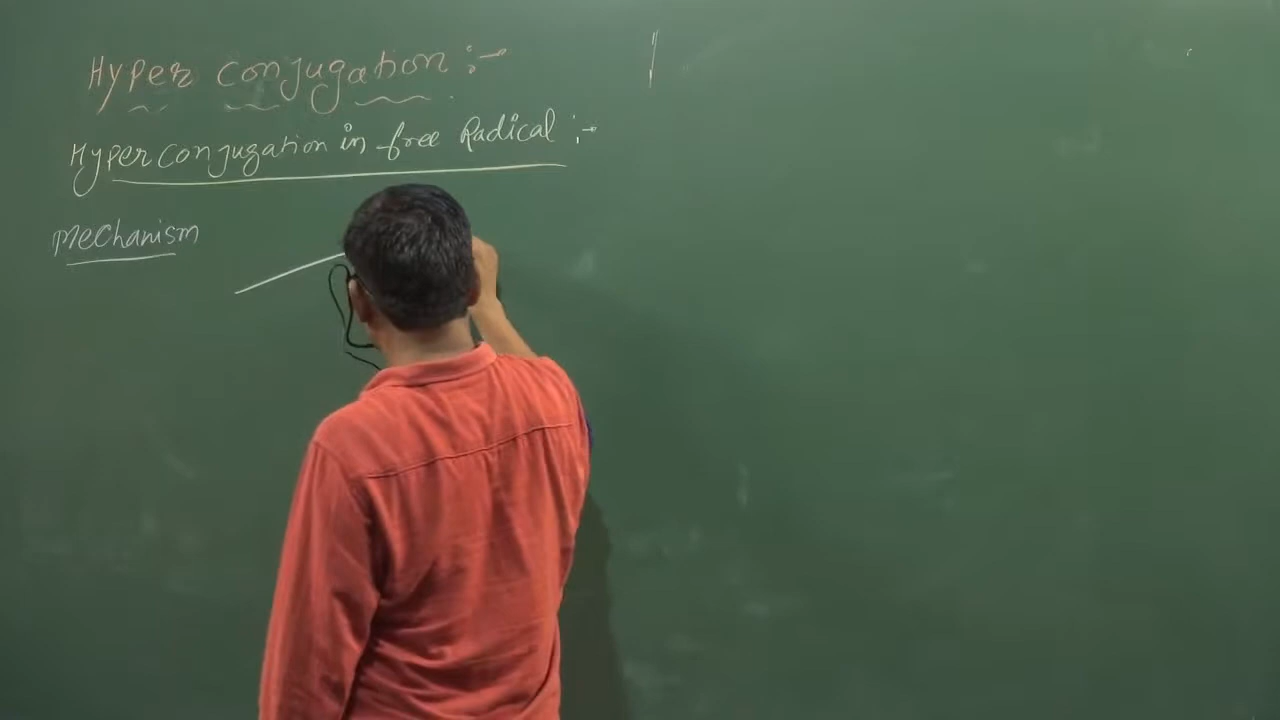 Hyper conjugation :-
Hyper conjugation in free Radical :-
Mechanism